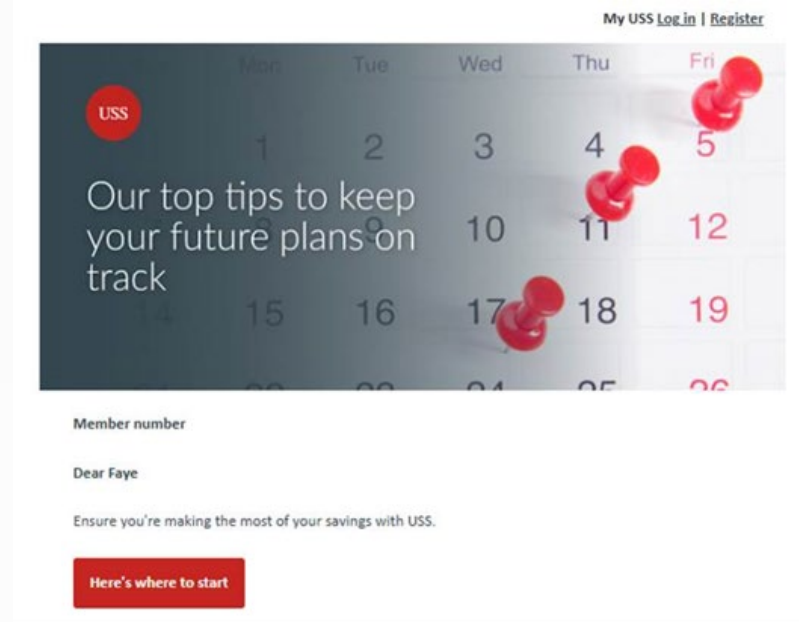 My USS Log in | Register
Mon Tue Wed Thu Fri
USS
1 2 3 4 5
Our top tips to keep
your future plans on
track
9 10 11 12
14 15 16 17 18 19
Member number
Dear Faye
Ensure you're making the most of your savings with USS.
Here's where to start